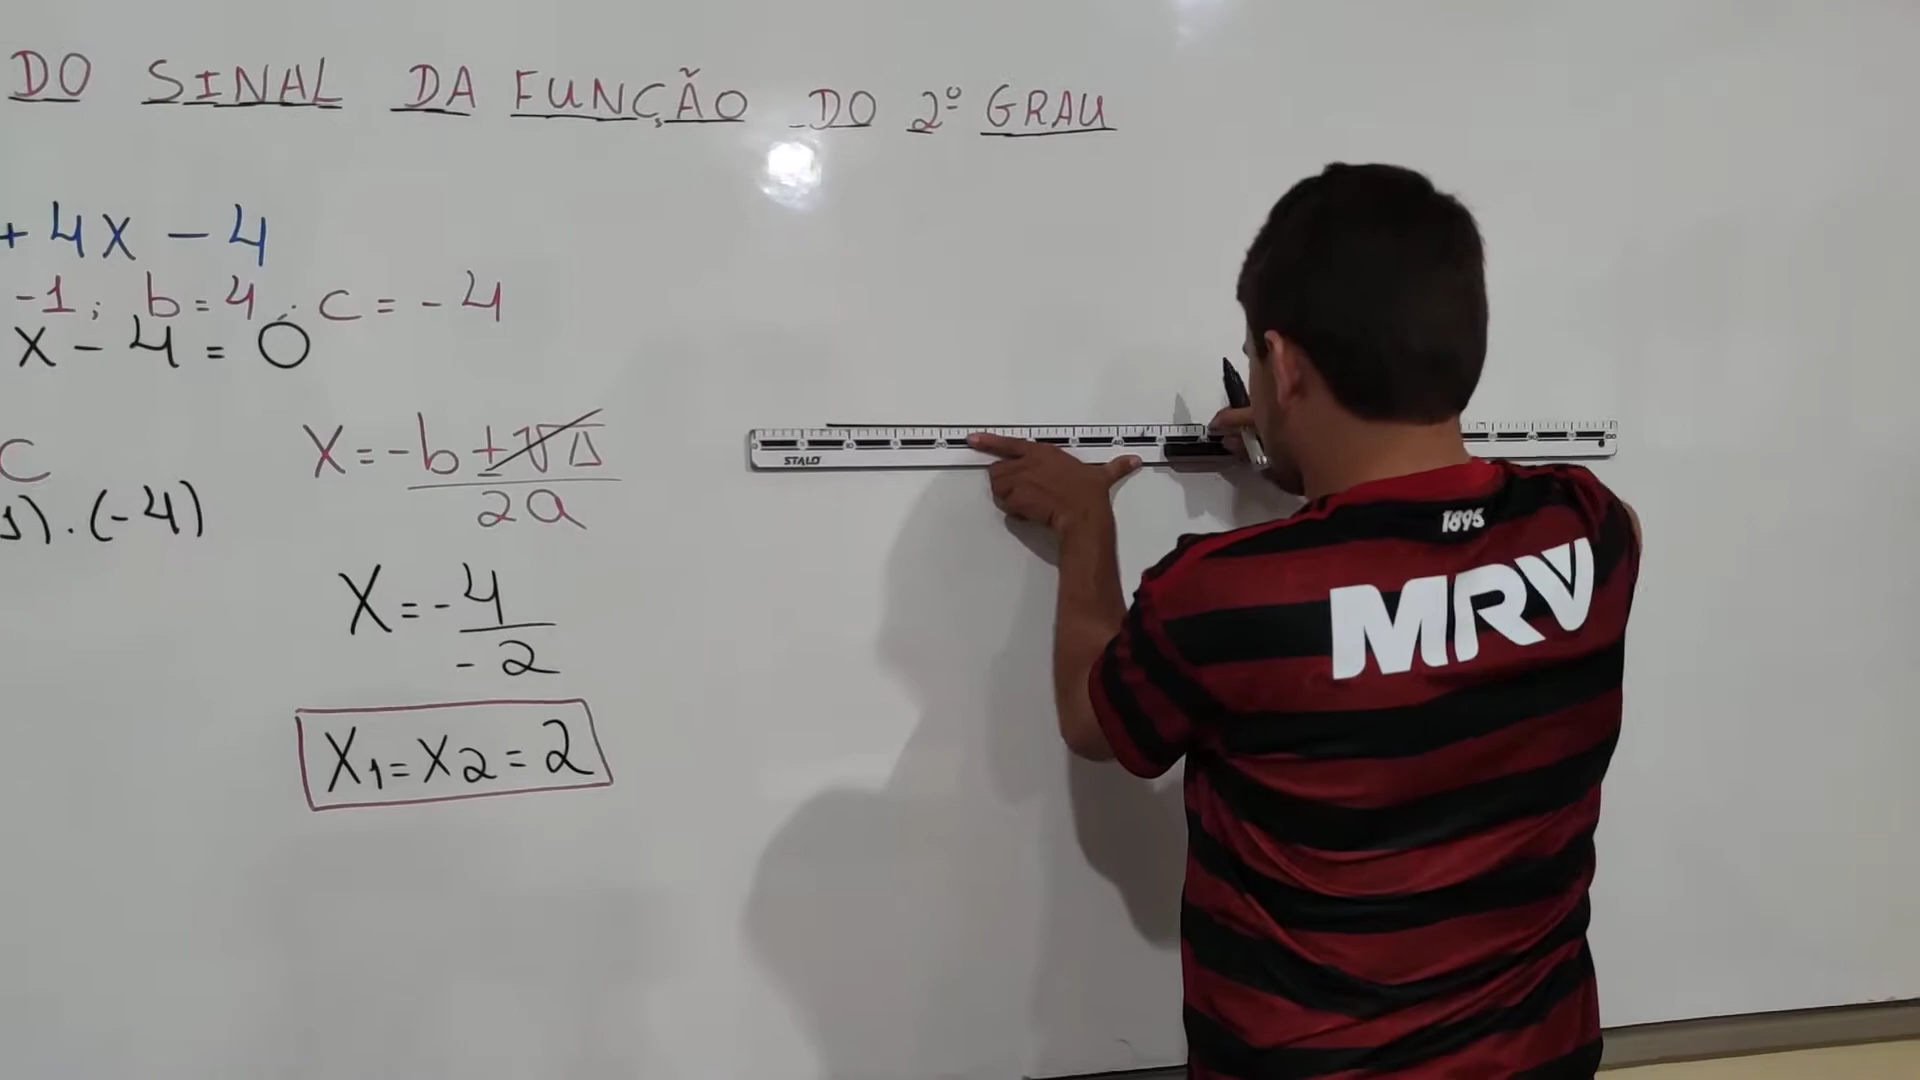 DO SINAL DA FUNÇÃO DO 2º GRAU
+ 4X - 4
-1; b = 4; C = -4
X - 4 = 0
C
X = -b ± √Δ
2a
1).(-4)
X = -4
-2
X1 = X2 = 2
STALO
1895
MRV